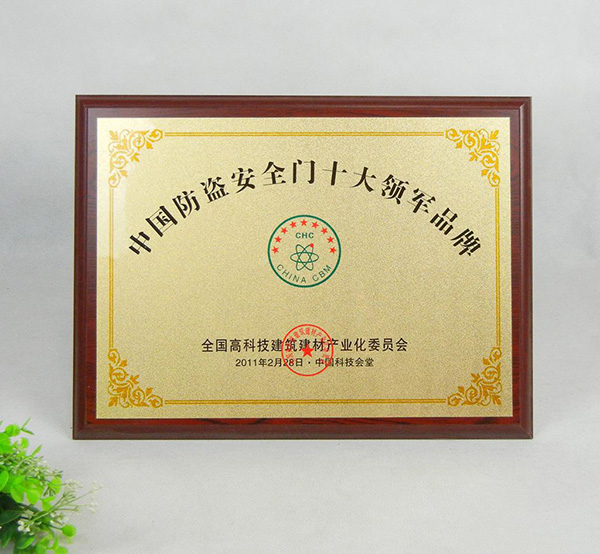 中国防盗安全门十大领军品牌
CHC
CHINA.CBM
全国高科技建筑建材产业化委员会
2011年2月28日·中国科技会堂